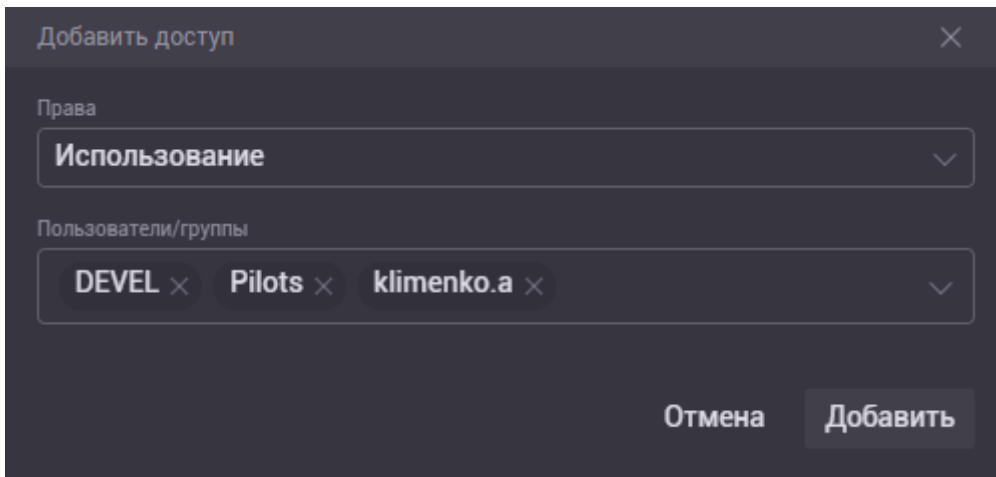 Добавить доступ
Права
Использование
Пользователи/группы
DEVEL Pilots klimenko.a
Отмена Добавить